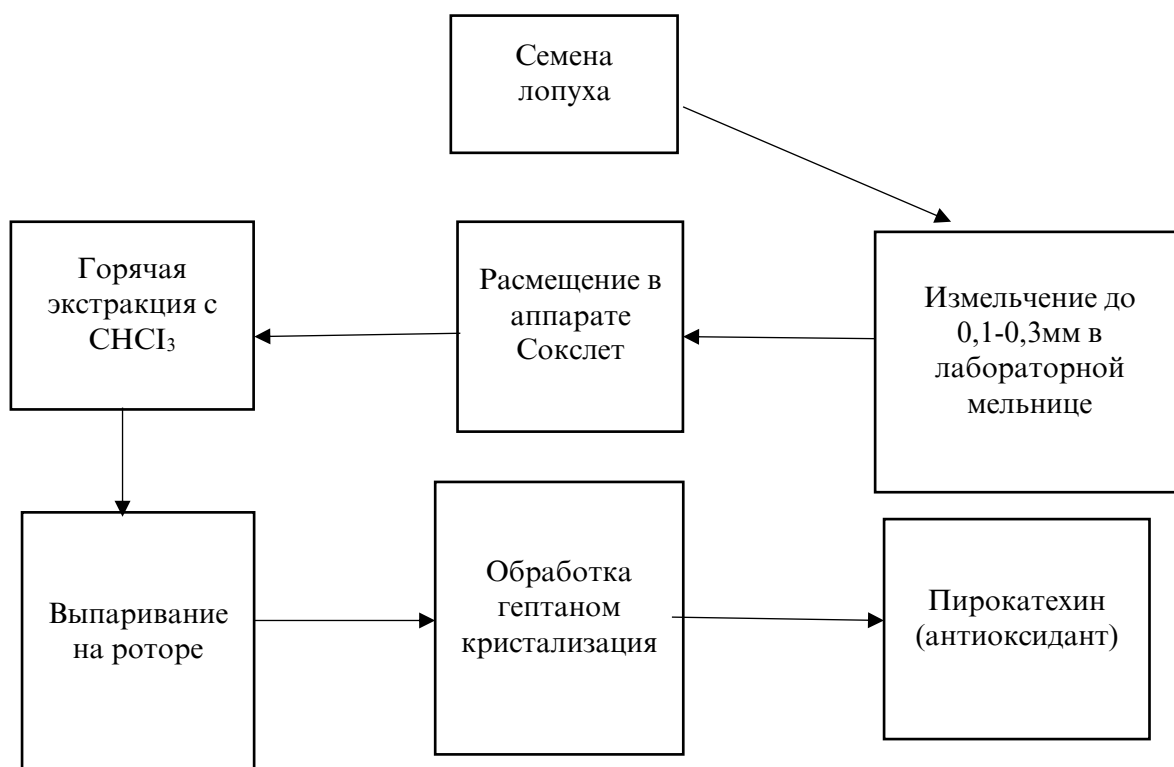 Семена
лопуха
Измельчение до
0,1-0,3мм в
лабораторной
мельнице
Расмещение в
аппарате
Сокслет
Горячая
экстракция с
CHCI₃
Выпаривание
на роторе
Обработка
гептаном
кристализация
Пирокатехин
(антиоксидант)